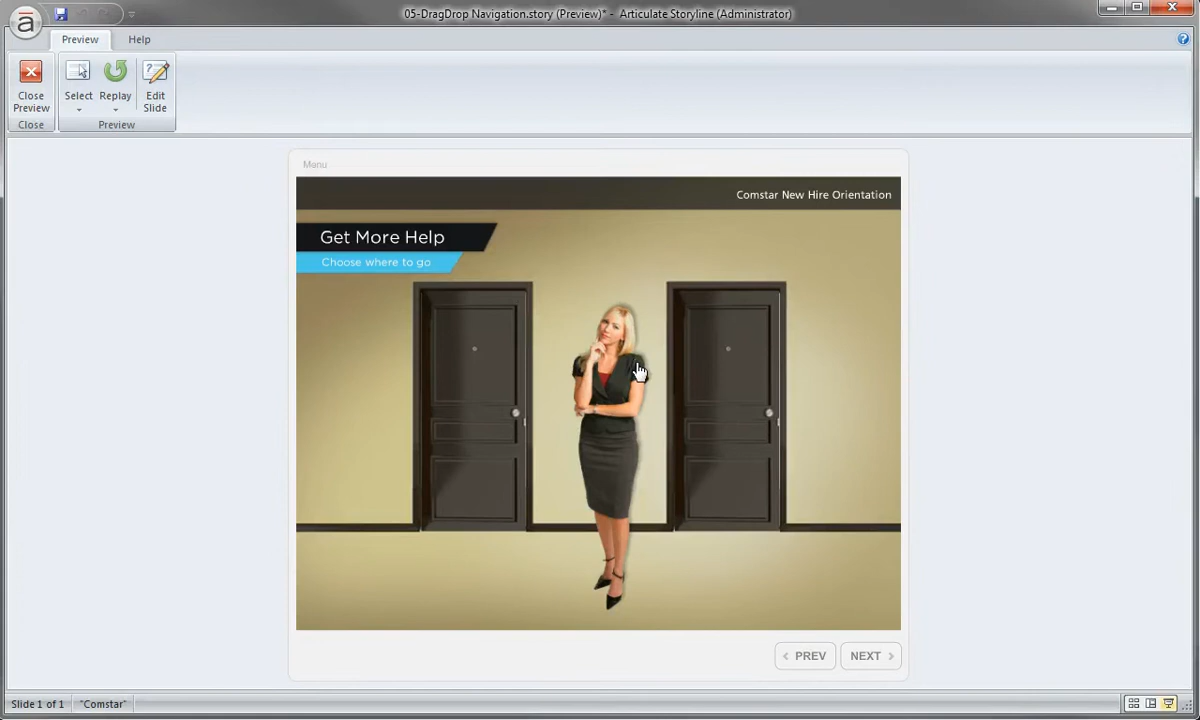 05-DragDrop Navigation.story (Preview)* - Articulate Storyline (Administrator)
Preview Help
Close Preview
Select
Replay
Edit Slide
Close
Preview
Menu
Comstar New Hire Orientation
Get More Help
Choose where to go
PREV
NEXT
Slide 1 of 1 "Comstar"